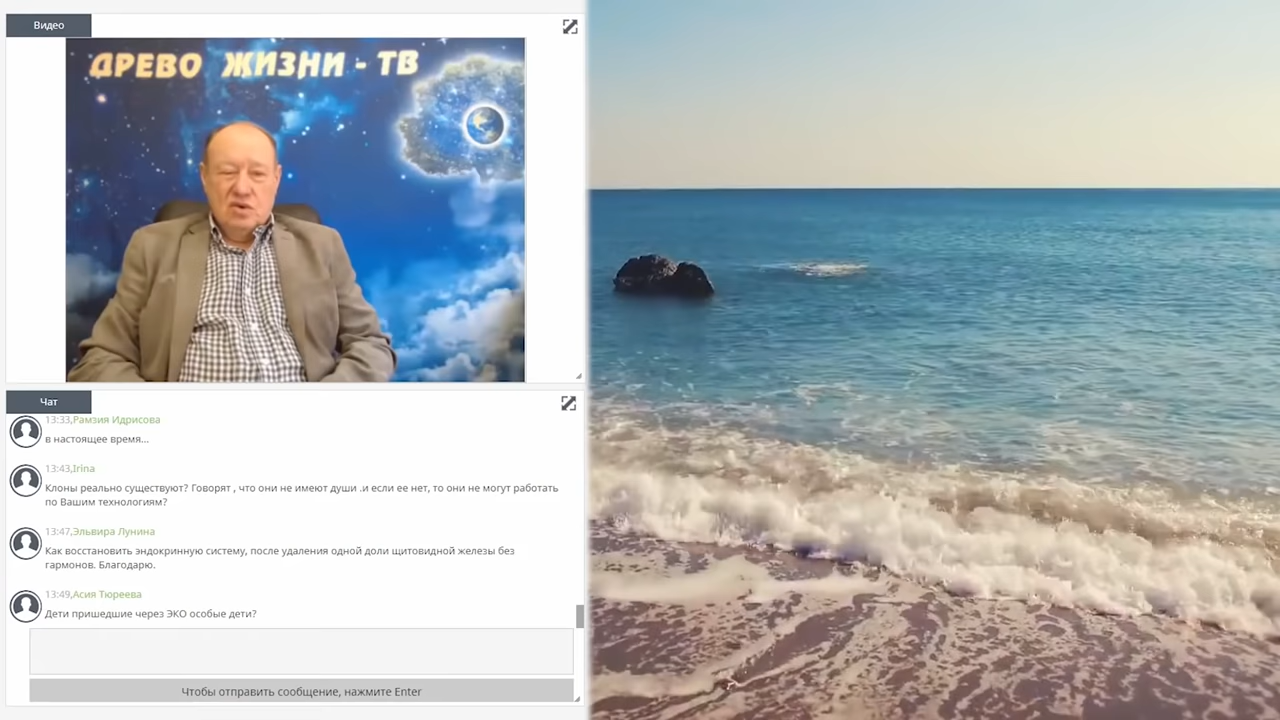 Видео
ДРЕВО ЖИЗНИ - ТВ
Чат
13:33,Рамзия Идрисова
в настоящее время...
13:43,Irina
Клоны реально существуют? Говорят , что они не имеют души .и если ее нет, то они не могут работать
по Вашим технологиям?
13:47,Эльвира Лунина
Как восстановить эндокринную систему, после удаления одной доли щитовидной железы без
гармонов. Благодарю.
13:49,Асия Тюреева
Дети пришедшие через ЭКО особые дети?
Чтобы отправить сообщение, нажмите Enter